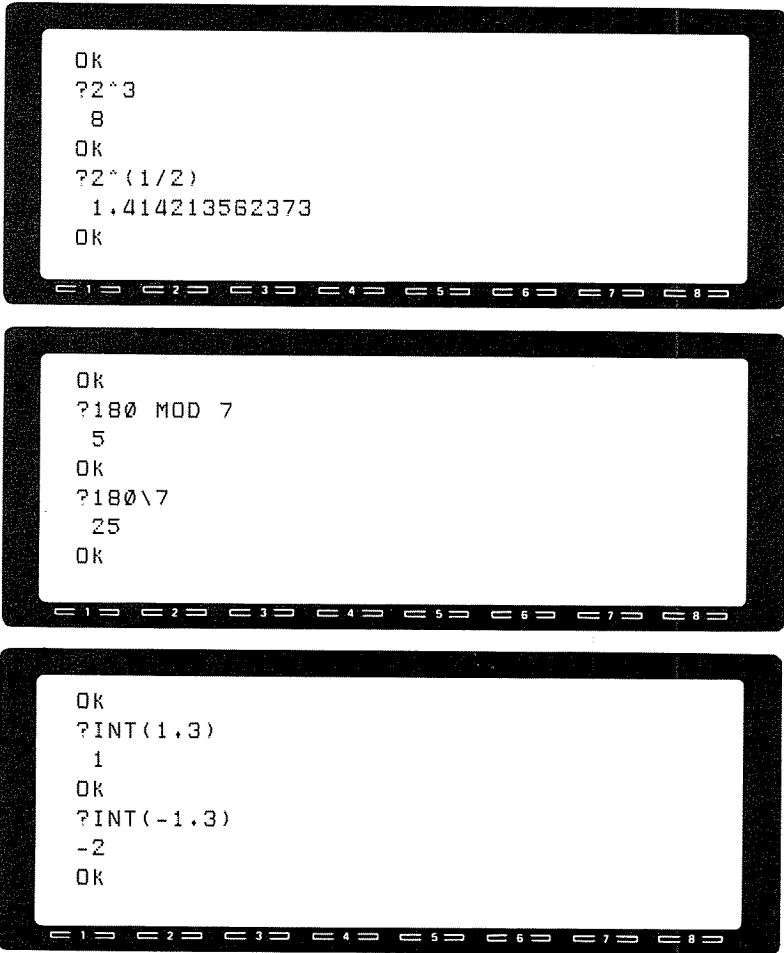 Ok
?2^3
 8
Ok
?2^(1/2)
 1.414213562373
Ok
1 2 3 4 5 6 7 8
Ok
?180 MOD 7
 5
Ok
?180\7
 25
Ok
1 2 3 4 5 6 7 8
Ok
?INT(1.3)
 1
Ok
?INT(-1.3)
-2
Ok
1 2 3 4 5 6 7 8